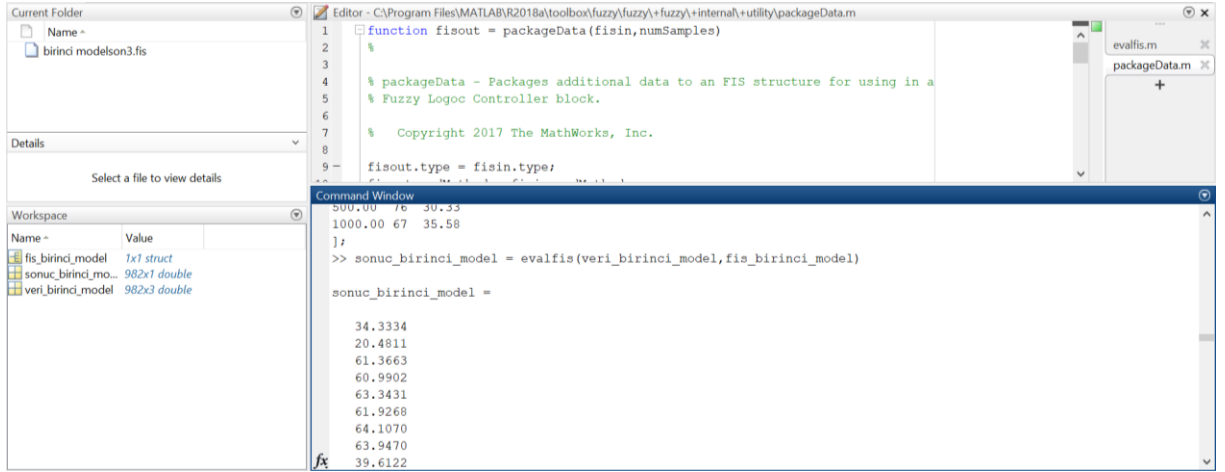 Current Folder
Name
birinci modelson3.fis
Details
Select a file to view details
Workspace
Name Value
fis_birinci_model 1x1 struct
sonuc_birinci_mo... 982x1 double
veri_birinci_model 982x3 double
Editor - C:\Program Files\MATLAB\R2018a\toolbox\fuzzy\fuzzy\+fuzzy\+internal\+utility\packageData.m
1 function fisout = packageData(fisin,numSamples)
2 %
3
4 % packageData - Packages additional data to an FIS structure for using in a
5 % Fuzzy Logoc Controller block.
6
7 % Copyright 2017 The MathWorks, Inc.
8
9 - fisout.type = fisin.type;
evalfis.m
packageData.m
+
Command Window
500.00 76 30.33
1000.00 67 35.58
];
>> sonuc_birinci_model = evalfis(veri_birinci_model,fis_birinci_model)
sonuc_birinci_model =
34.3334
20.4811
61.3663
60.9902
63.3431
61.9268
64.1070
63.9470
39.6122
fx